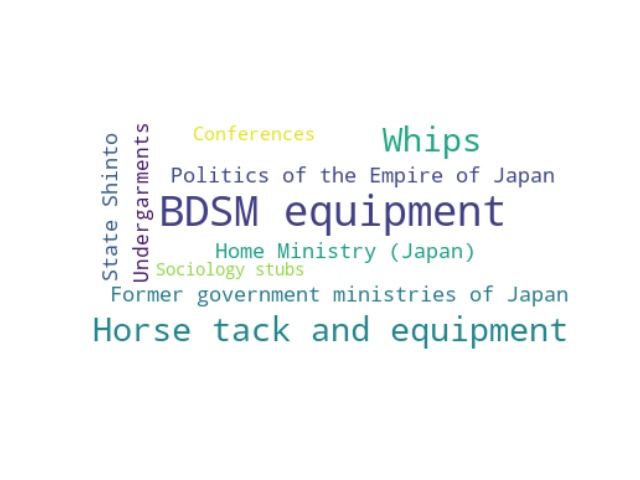 Conferences
Whips
State Shinto
Undergarments
Politics of the Empire of Japan
BDSM equipment
Home Ministry (Japan)
Sociology stubs
Former government ministries of Japan
Horse tack and equipment